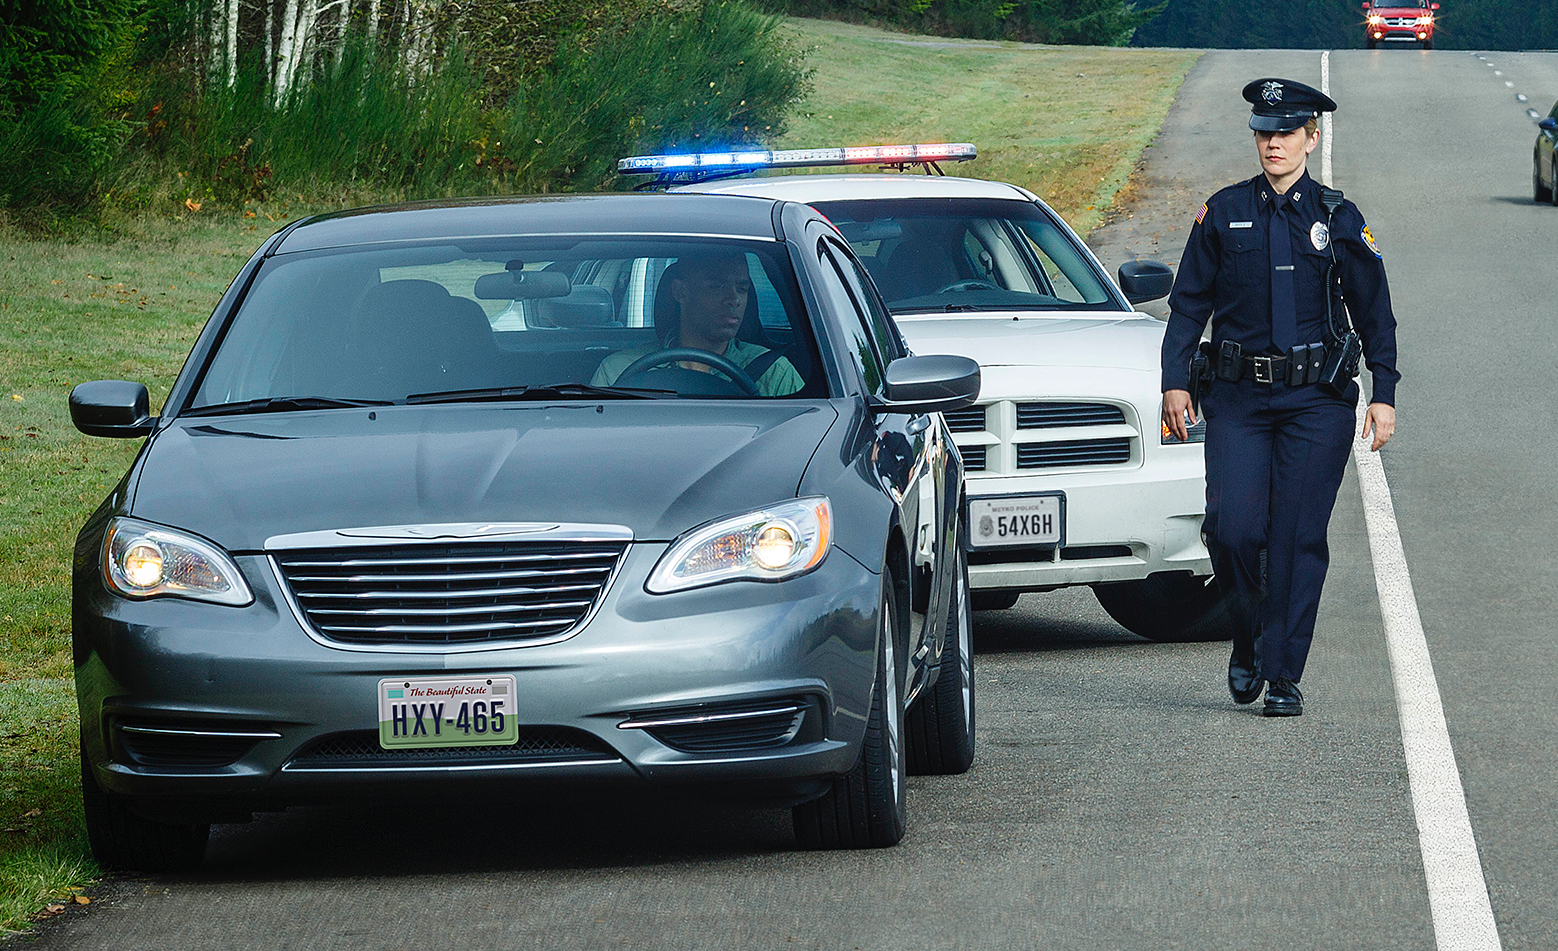 The Beautiful State
HXY-465
METRO POLICE
54X6H